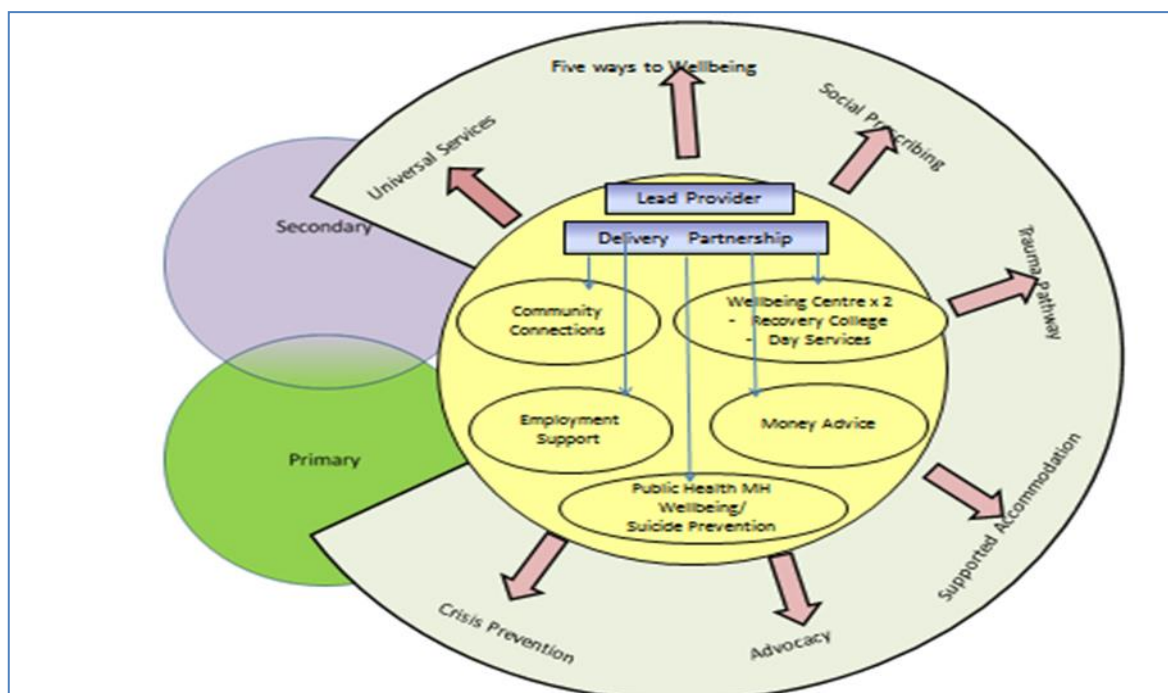 Five ways to Wellbeing
Social Prescribing
Universal Services
Trauma Pathway
Supported Accommodation
Advocacy
Crisis Prevention
Secondary
Primary
Lead Provider
Delivery Partnership
Community
Connections
Wellbeing Centre x 2
- Recovery College
- Day Services
Employment
Support
Money Advice
Public Health MH
Wellbeing/
Suicide Prevention